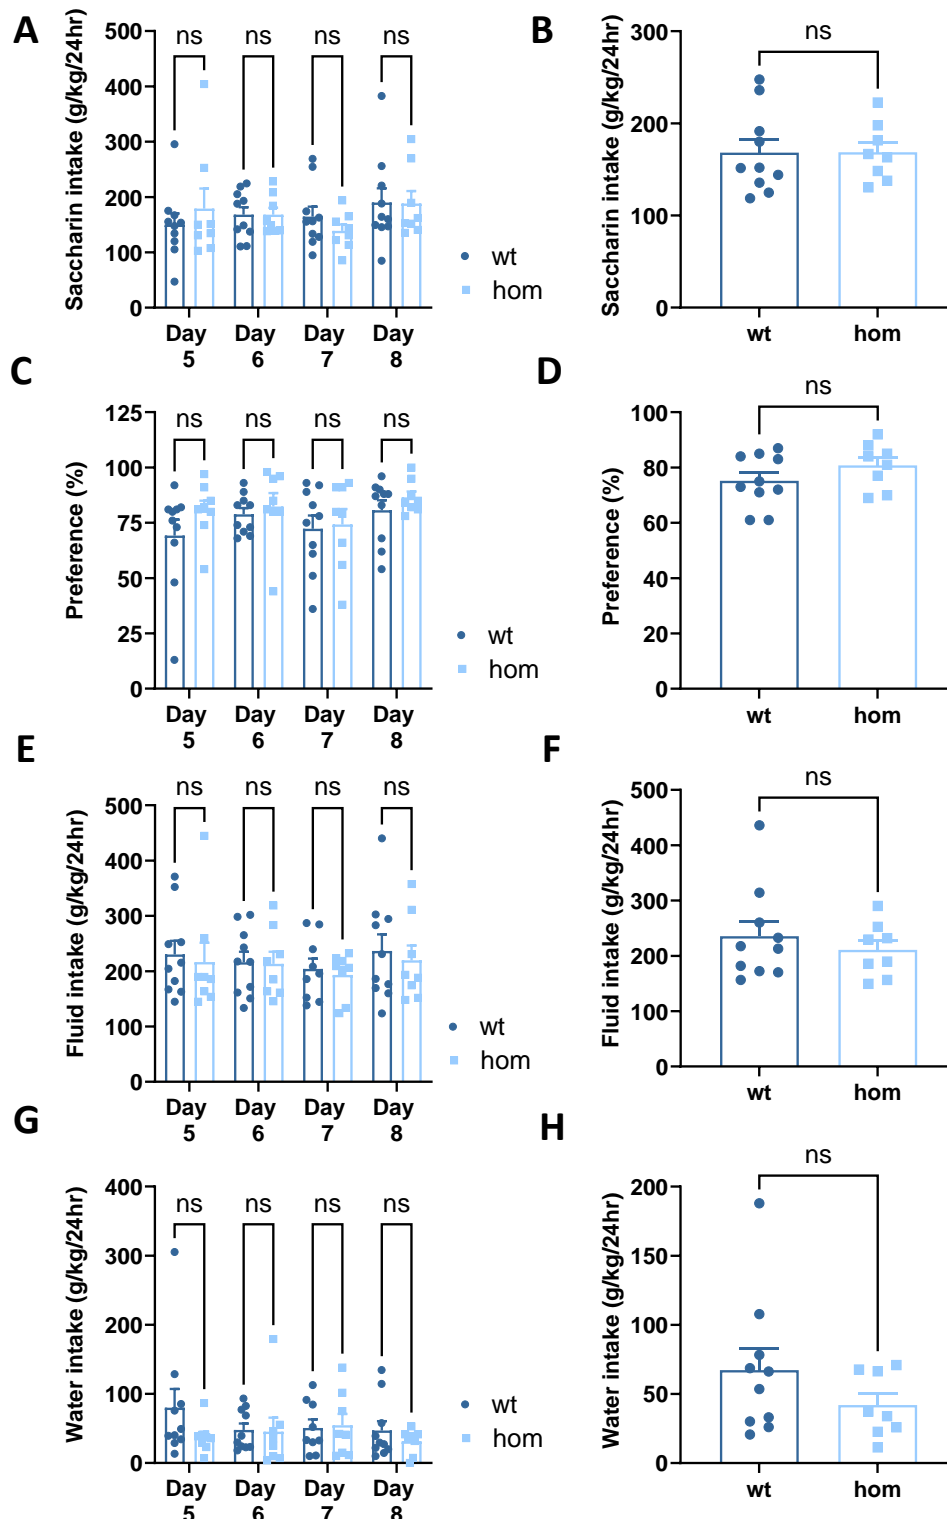 A
Saccharin intake (g/kg/24hr)
500
400
300
200
100
0
ns ns ns ns
Day 5
Day 6
Day 7
Day 8
wt
hom
B
Saccharin intake (g/kg/24hr)
300
200
100
0
ns
wt hom
C
Preference (%)
125
100
75
50
25
0
ns ns ns ns
Day 5
Day 6
Day 7
Day 8
wt
hom
D
Preference (%)
100
80
60
40
20
0
ns
wt hom
E
Fluid intake (g/kg/24hr)
500
400
300
200
100
0
ns ns ns ns
Day 5
Day 6
Day 7
Day 8
wt
hom
F
Fluid intake (g/kg/24hr)
500
400
300
200
100
0
ns
wt hom
G
Water intake (g/kg/24hr)
400
300
200
100
0
ns ns ns ns
Day 5
Day 6
Day 7
Day 8
wt
hom
H
Water intake (g/kg/24hr)
200
150
100
50
0
ns
wt hom